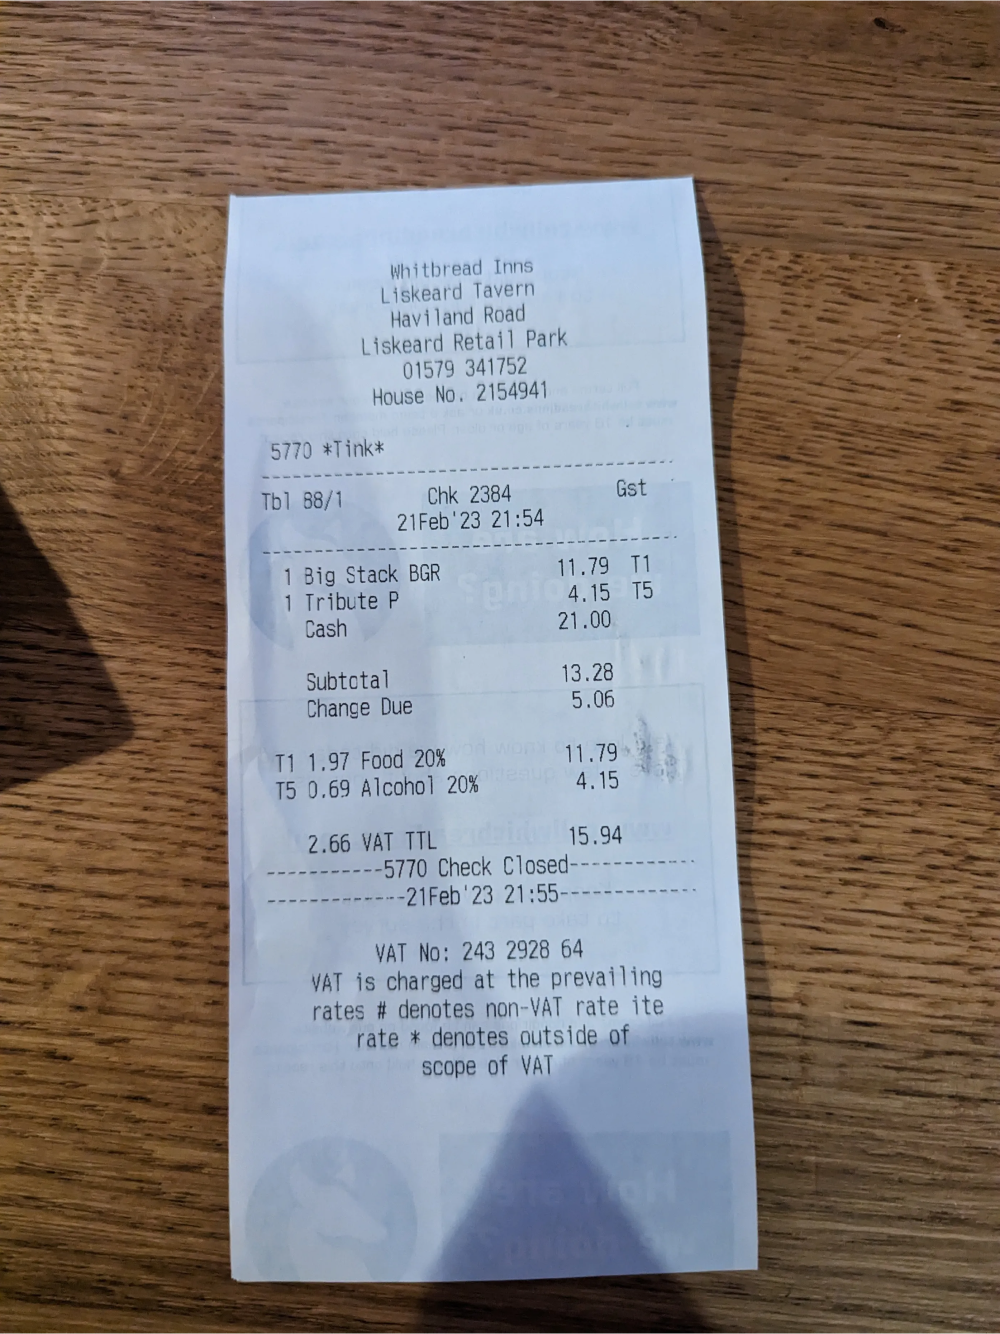 Whitbread Inns
Liskeard Tavern
Haviland Road
Liskeard Retail Park
01579 341752
House No. 2154941
5770 *Tink*
Tbl 88/1 Chk 2384 Gst
21Feb'23 21:54
1 Big Stack BGR 11.79 T1
1 Tribute P 4.15 T5
Cash 21.00
Subtotal 13.28
Change Due 5.06
T1 1.97 Food 20% 11.79
T5 0.69 Alcohol 20% 4.15
2.66 VAT TTL 15.94
-----------5770 Check Closed------------
-------------21Feb'23 21:55-------------
VAT No: 243 2928 64
VAT is charged at the prevailing
rates # denotes non-VAT rate ite
rate * denotes outside of
scope of VAT